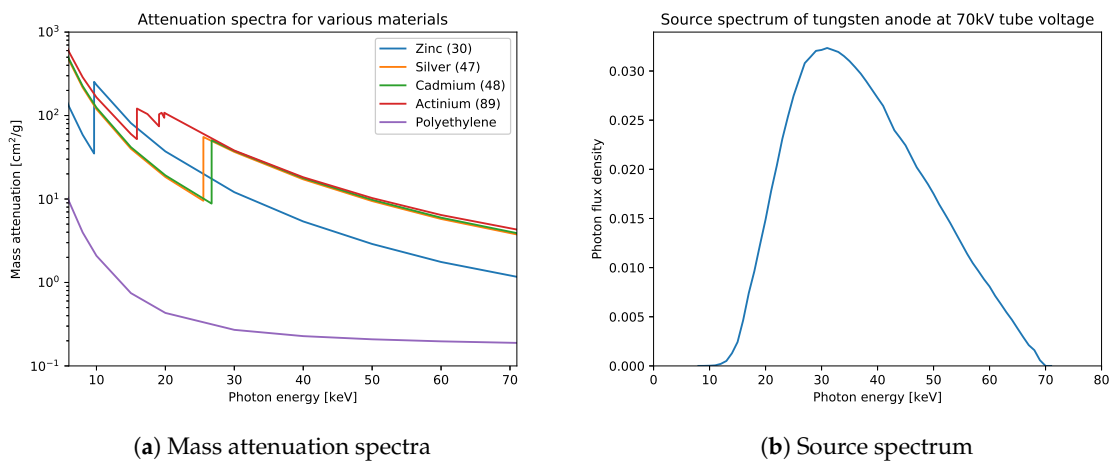 Attenuation spectra for various materials
Mass attenuation [cm²/g]
10³
10²
10¹
10⁰
10⁻¹
Zinc (30)
Silver (47)
Cadmium (48)
Actinium (89)
Polyethylene
10 20 30 40 50 60 70
Photon energy [keV]
(a) Mass attenuation spectra
Source spectrum of tungsten anode at 70kV tube voltage
Photon flux density
0.030
0.025
0.020
0.015
0.010
0.005
0.000
0 10 20 30 40 50 60 70 80
Photon energy [keV]
(b) Source spectrum